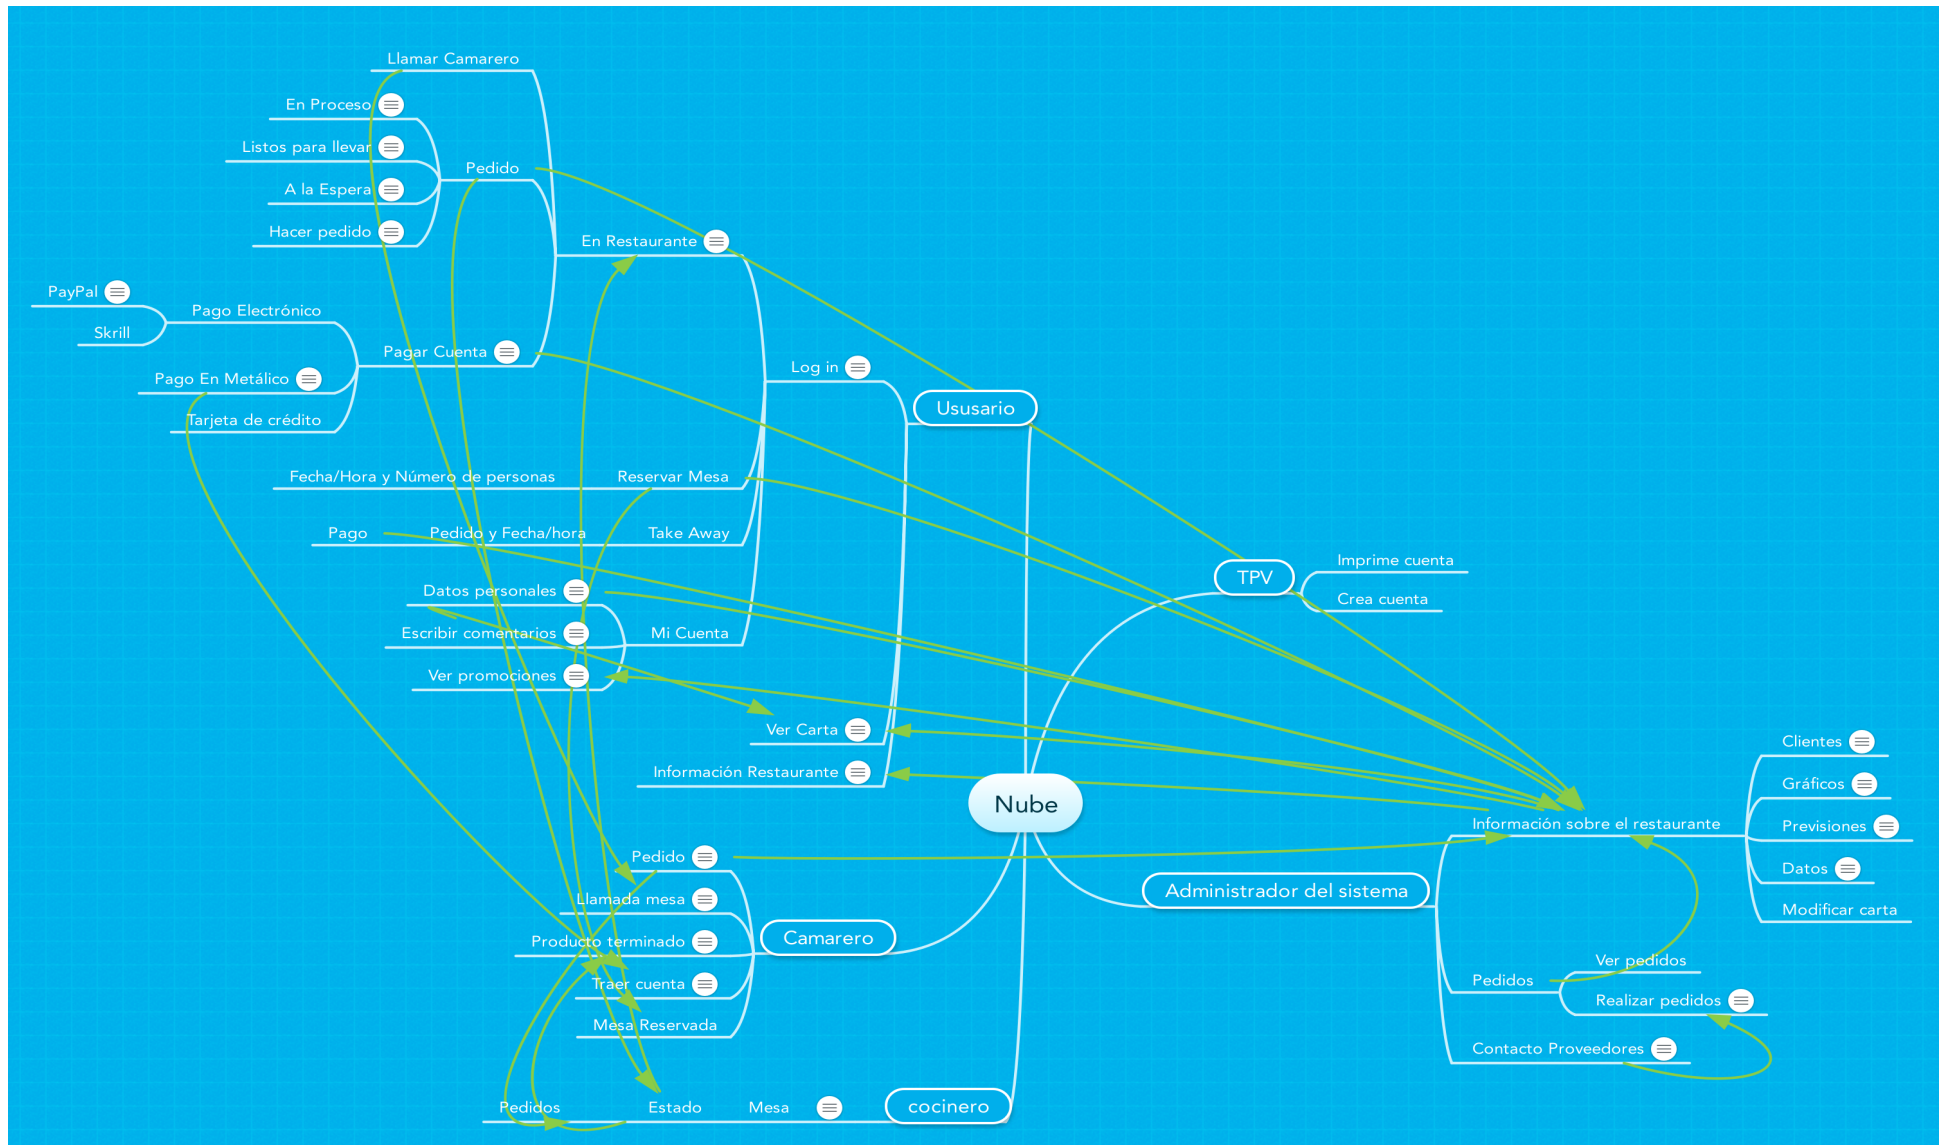 Llamar Camarero
En Proceso
Listos para llevar
A la Espera
Hacer pedido
Pedido
En Restaurante
PayPal
Skrill
Pago Electrónico
Pago En Metálico
Tarjeta de crédito
Pagar Cuenta
Log in
Ususario
Fecha/Hora y Número de personas
Reservar Mesa
Pago
Pedido y Fecha/hora
Take Away
Datos personales
Escribir comentarios
Ver promociones
Mi Cuenta
Ver Carta
Información Restaurante
Nube
TPV
Imprime cuenta
Crea cuenta
Pedido
Llamada mesa
Producto terminado
Traer cuenta
Mesa Reservada
Camarero
Pedidos
Estado
Mesa
cocinero
Administrador del sistema
Información sobre el restaurante
Clientes
Gráficos
Previsiones
Datos
Modificar carta
Pedidos
Ver pedidos
Realizar pedidos
Contacto Proveedores